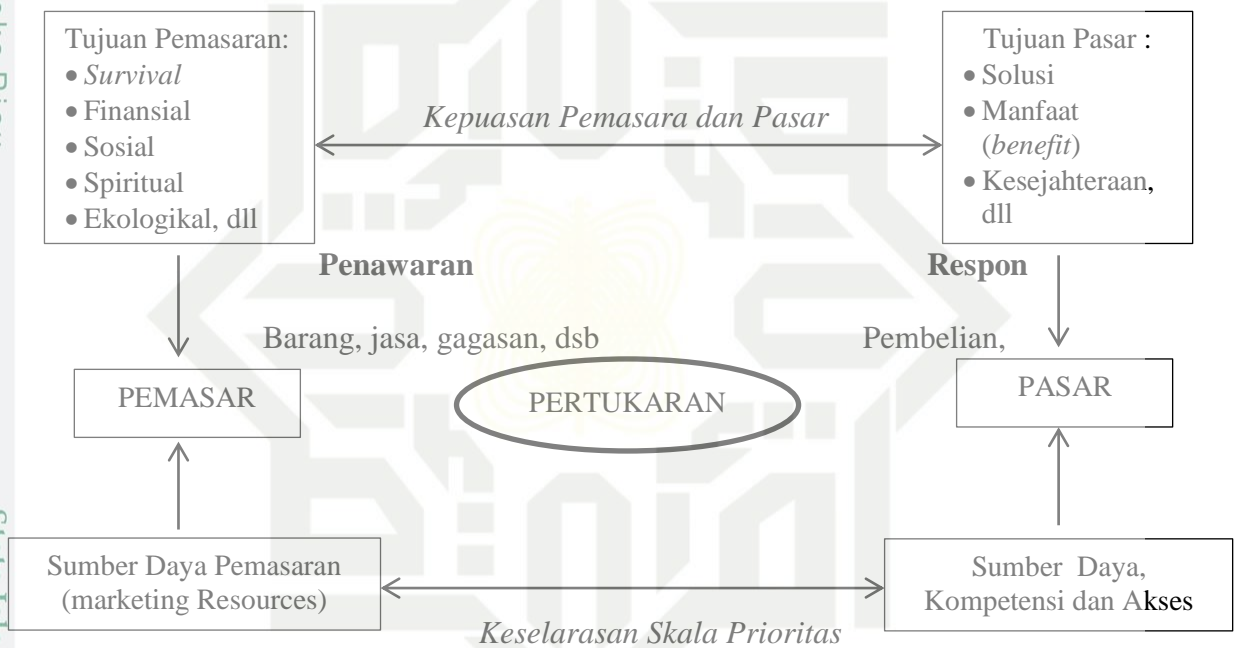 Tujuan Pemasaran:
• Survival
• Finansial
• Sosial
• Spiritual
• Ekologikal, dll
Kepuasan Pemasara dan Pasar
Tujuan Pasar :
• Solusi
• Manfaat
(benefit)
• Kesejahteraan,
dll
Penawaran
Respon
Barang, jasa, gagasan, dsb
Pembelian,
PEMASAR
PERTUKARAN
PASAR
Sumber Daya Pemasaran
(marketing Resources)
Sumber Daya,
Kompetensi dan Akses
Keselarasan Skala Prioritas